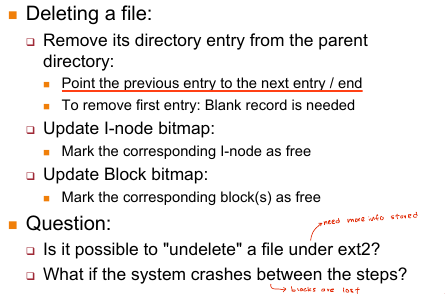 Deleting a file:
Remove its directory entry from the parent
directory:
Point the previous entry to the next entry / end
To remove first entry: Blank record is needed
Update I-node bitmap:
Mark the corresponding I-node as free
Update Block bitmap:
Mark the corresponding block(s) as free
need more info stored
Question:
Is it possible to "undelete" a file under ext2?
What if the system crashes between the steps?
blocks are lost